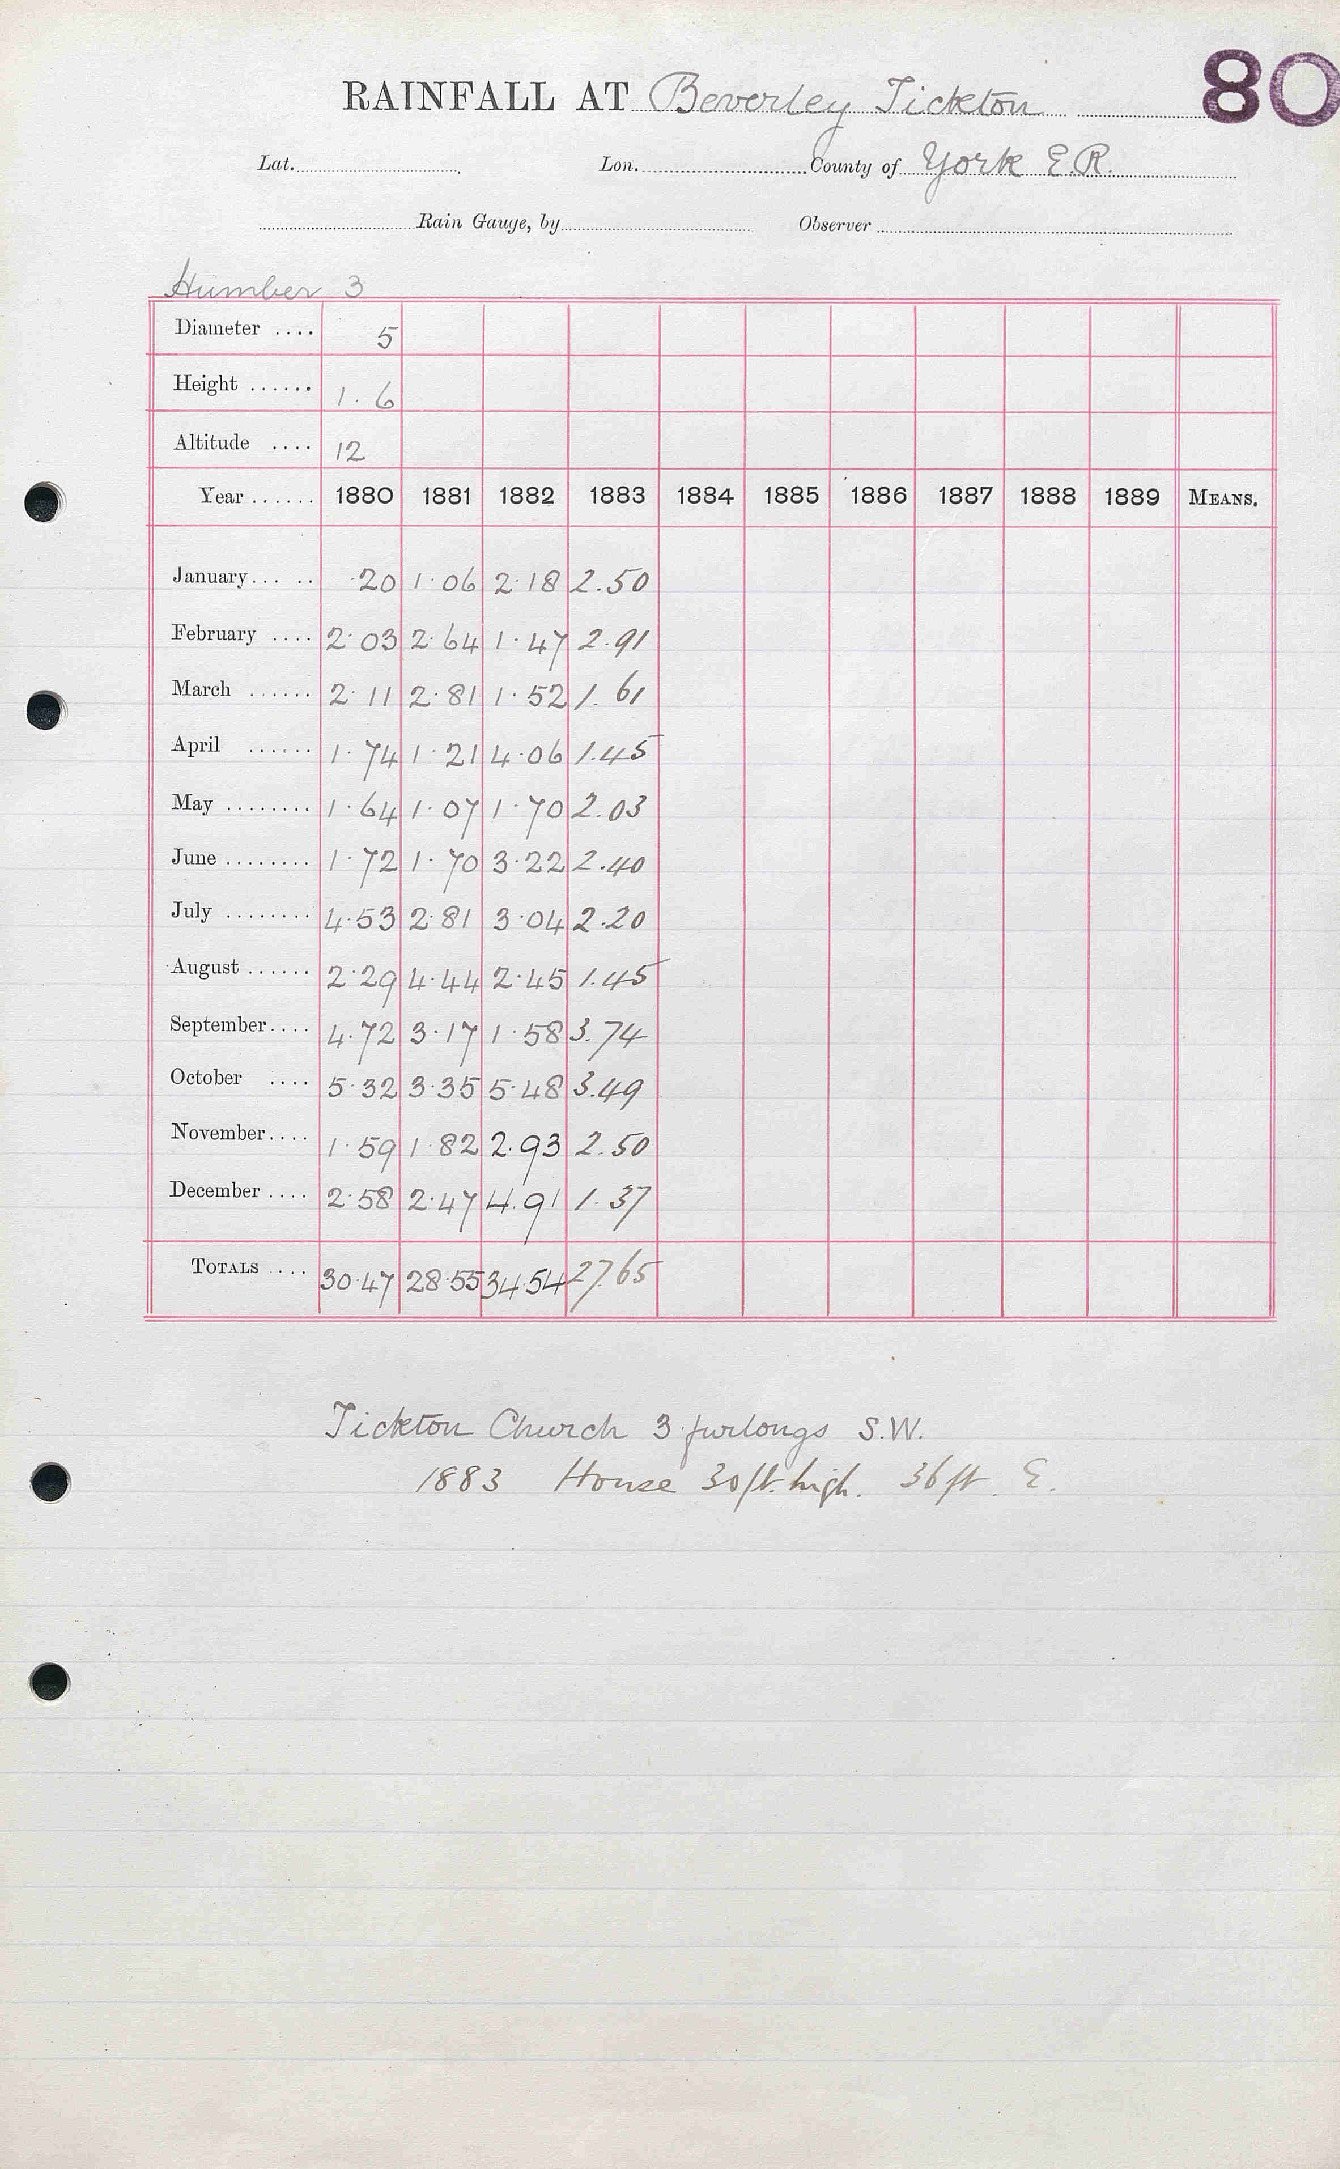 80
RAINFALL AT Beverley Tickton
Lat. Lon. County of York E.R.
Rain Gauge, by Observer
Humber 3
Diameter .... 5
Height ...... 1.6
Altitude .... 12
Year ...... 1880 1881 1882 1883 1884 1885 1886 1887 1888 1889 MEANS.
January... .. .20 1.06 2.18 2.50
February .... 2.03 2.64 1.47 2.91
March ...... 2.11 2.81 1.52 1.61
April ...... 1.74 1.21 4.06 1.45
May ........ 1.64 1.07 1.70 2.03
June ........ 1.72 1.70 3.22 2.40
July ........ 4.53 2.81 3.04 2.20
August ...... 2.29 4.44 2.45 1.45
September.... 4.72 3.17 1.58 3.74
October .... 5.32 3.35 5.48 3.49
November.... 1.59 1.82 2.93 2.50
December .... 2.58 2.47 4.91 1.37
TOTALS .... 30.47 28.55 34.54 27.65
Tickton Church 3 furlongs S.W.
1883 House 30ft. high. 36ft. E.